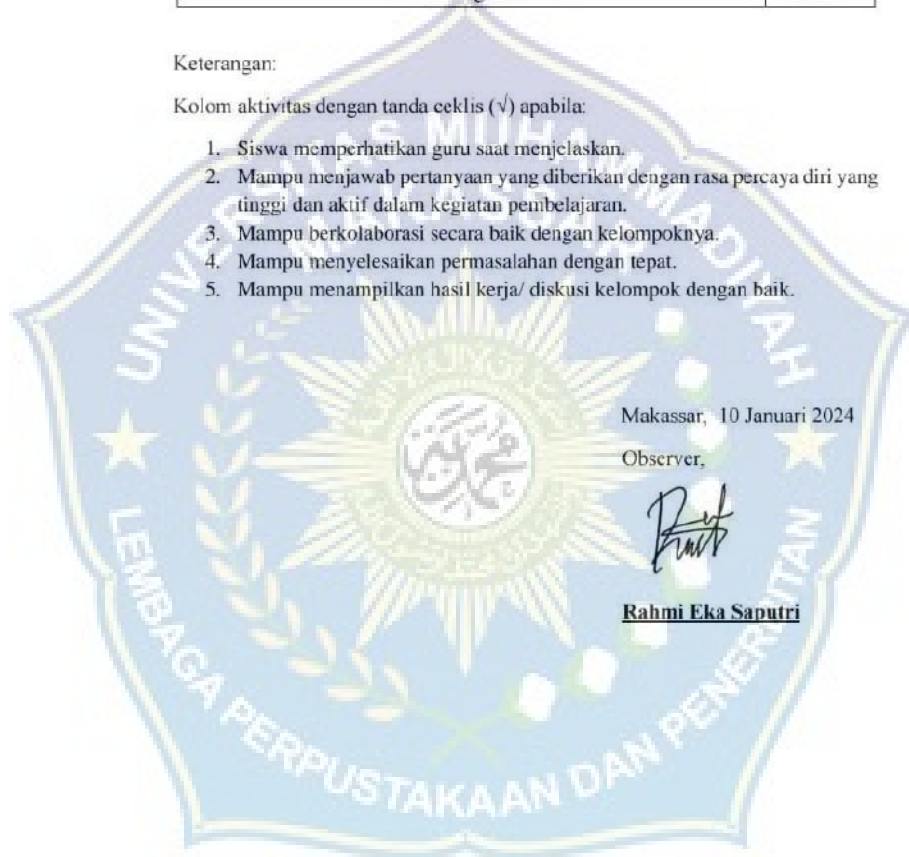 Keterangan:
Kolom aktivitas dengan tanda ceklis (√) apabila:
1. Siswa memperhatikan guru saat menjelaskan.
2. Mampu menjawab pertanyaan yang diberikan dengan rasa percaya diri yang
tinggi dan aktif dalam kegiatan pembelajaran.
3. Mampu berkolaborasi secara baik dengan kelompoknya.
4. Mampu menyelesaikan permasalahan dengan tepat.
5. Mampu menampilkan hasil kerja/ diskusi kelompok dengan baik.
UNIVERSITAS MUHAMMADIYAH
MAKASSAR
Makassar, 10 Januari 2024
Observer,
Rahmi Eka Saputri
LEMBAGA PERPUSTAKAAN DAN PENERBITAN